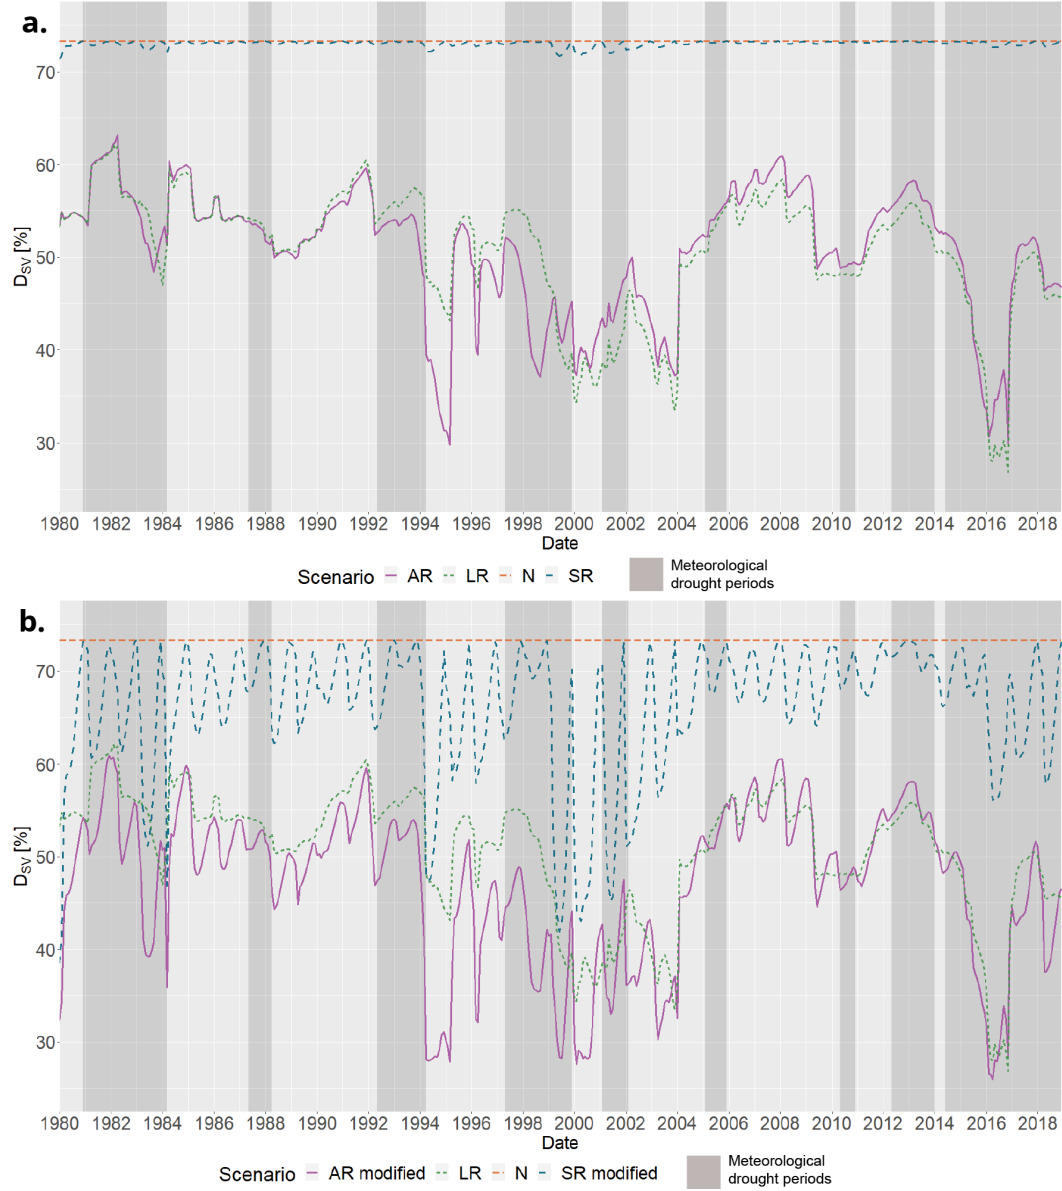 a.
70
60
50
40
30
D_SV [%]
1980 1982 1984 1986 1988 1990 1992 1994 1996 1998 2000 2002 2004 2006 2008 2010 2012 2014 2016 2018
Date
Scenario AR LR N SR Meteorological
drought periods
b.
70
60
50
40
30
D_SV [%]
1980 1982 1984 1986 1988 1990 1992 1994 1996 1998 2000 2002 2004 2006 2008 2010 2012 2014 2016 2018
Date
Scenario AR modified LR N SR modified Meteorological
drought periods